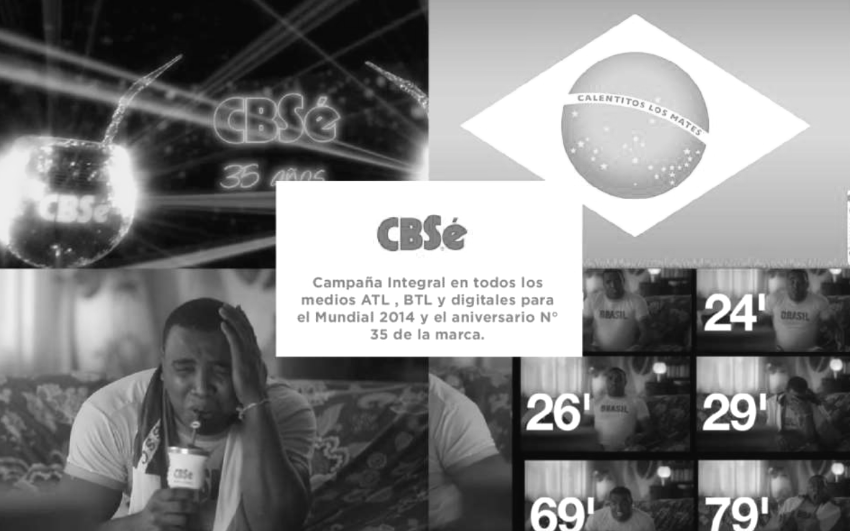 CBSé
35 años
CBSé
CALENTITOS LOS MATES
CBSé
Campaña Integral en todos los
medios ATL , BTL y digitales para
el Mundial 2014 y el aniversario N°
35 de la marca.
CBSé
BRASIL
24'
BRASIL
26'
BRASIL
29'
69'
79'